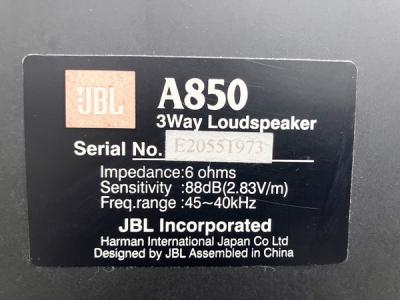 JBL A850
3Way Loudspeaker
Serial No. E20551973
Impedance:6 ohms
Sensitivity :88dB(2.83V/m)
Freq.range :45~40kHz
JBL Incorporated
Harman International Japan Co Ltd
Designed by JBL Assembled in China